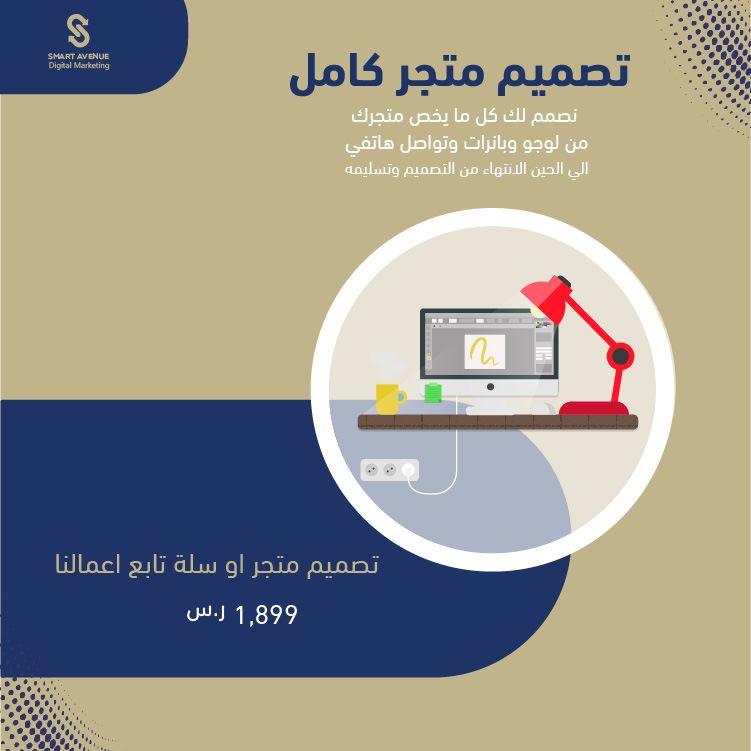 SMART AVENUE
Digital Marketing
تصميم متجر كامل
نصمم لك كل ما يخص متجرك
من لوجو وبانرات وتواصل هاتفي
الي الحين الانتهاء من التصميم وتسليمه
تصميم متجر او سلة تابع اعمالنا
1,899 ر.س